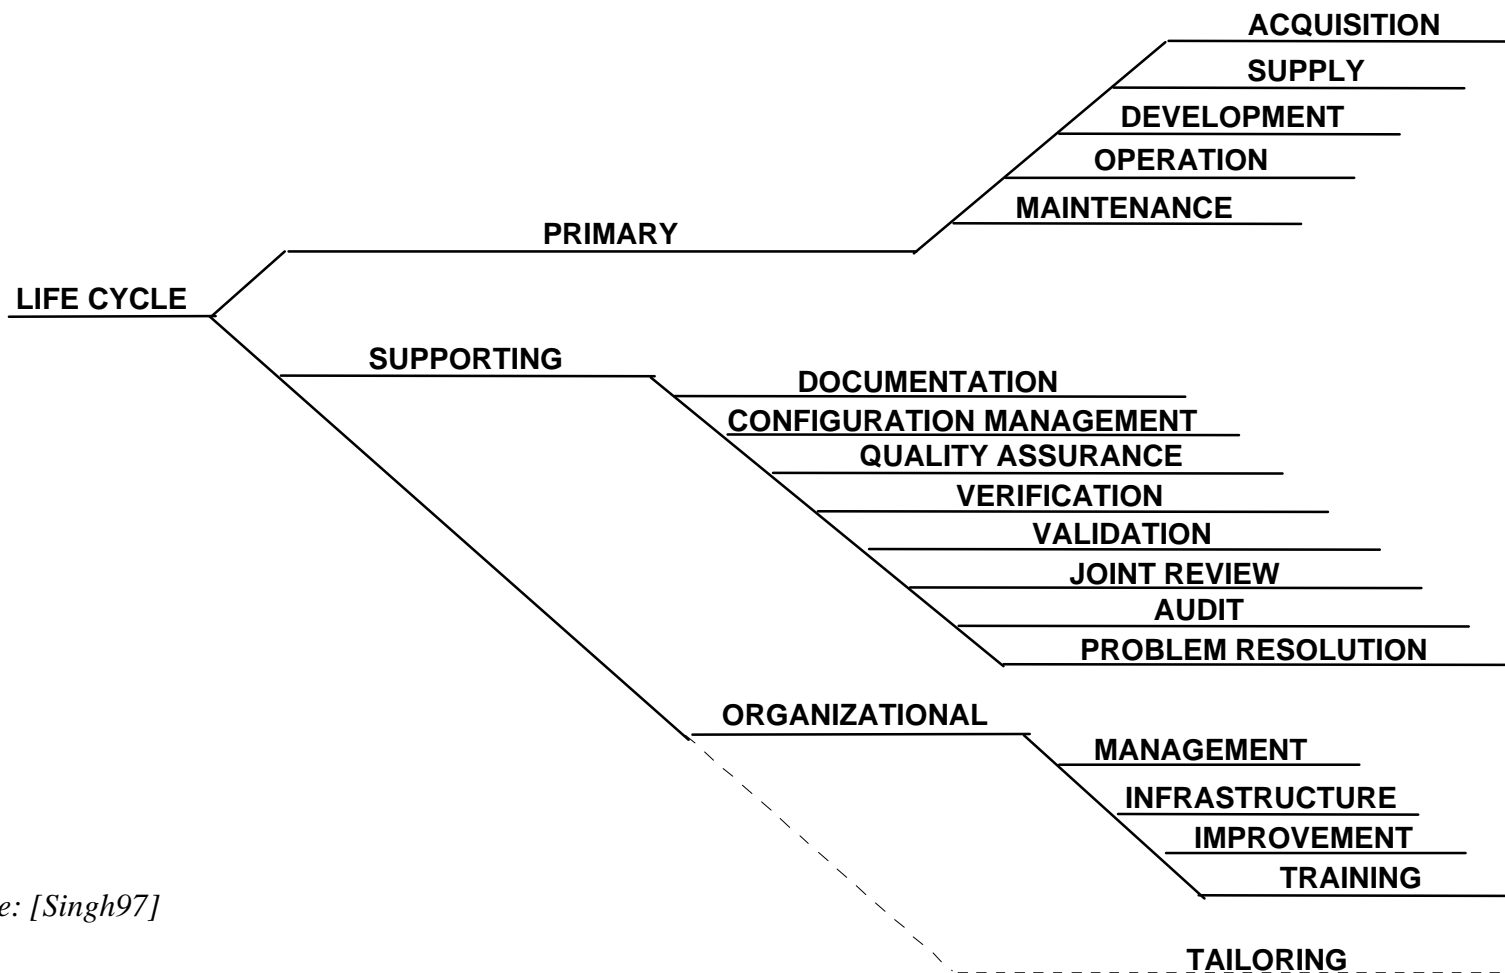 ACQUISITION
SUPPLY
DEVELOPMENT
OPERATION
MAINTENANCE
PRIMARY
LIFE CYCLE
SUPPORTING
DOCUMENTATION
CONFIGURATION MANAGEMENT
QUALITY ASSURANCE
VERIFICATION
VALIDATION
JOINT REVIEW
AUDIT
PROBLEM RESOLUTION
ORGANIZATIONAL
MANAGEMENT
INFRASTRUCTURE
IMPROVEMENT
TRAINING
e: [Singh97]
TAILORING